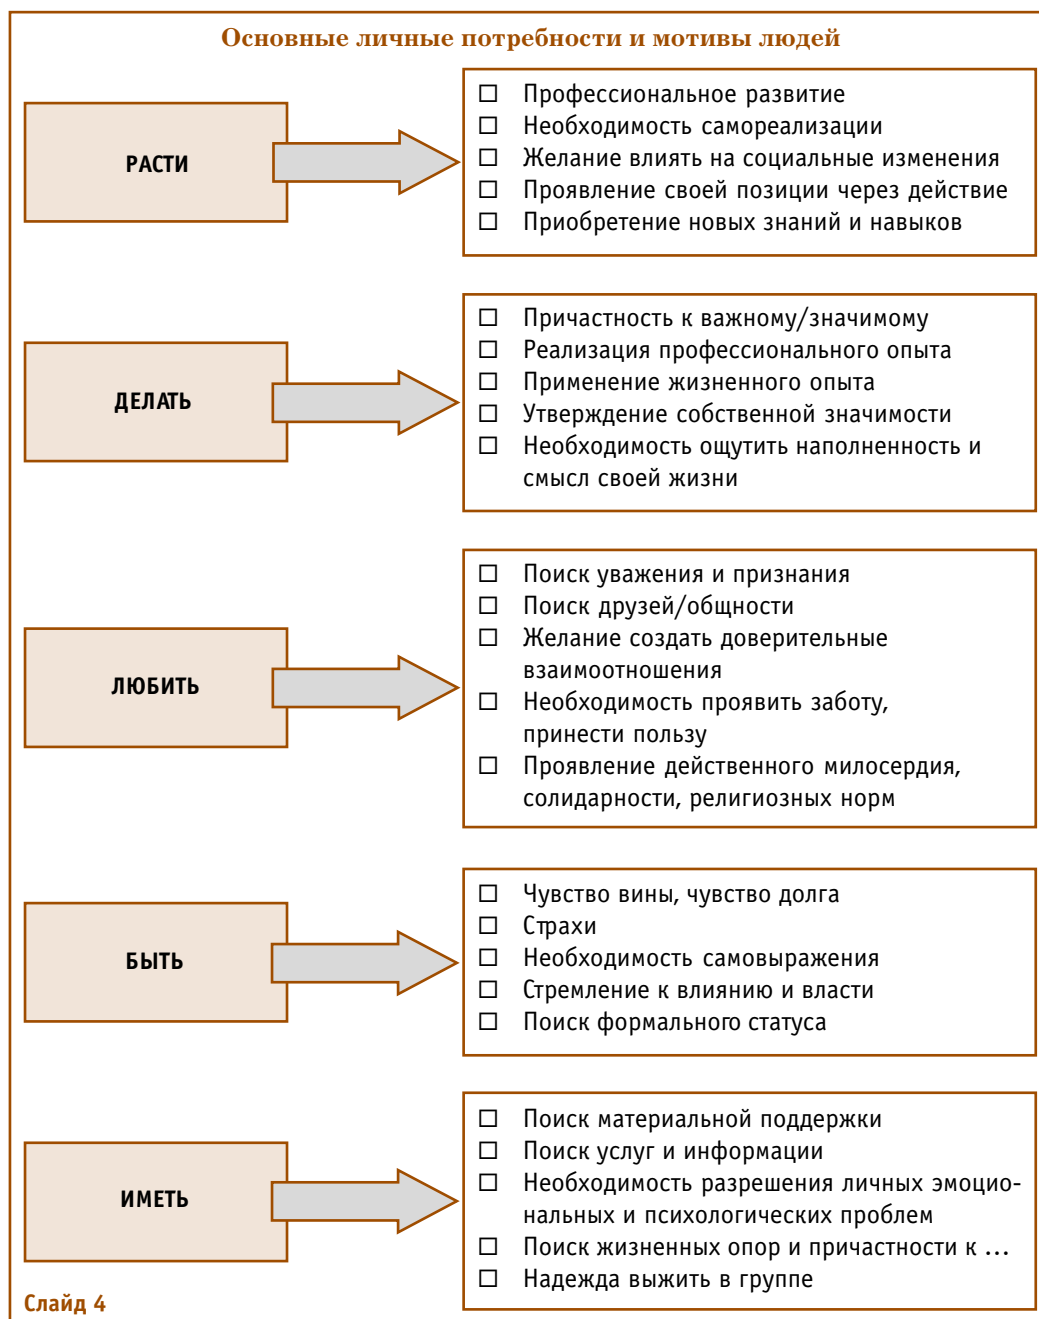 Основные личные потребности и мотивы людей
РАСТИ
☐ Профессиональное развитие
☐ Необходимость самореализации
☐ Желание влиять на социальные изменения
☐ Проявление своей позиции через действие
☐ Приобретение новых знаний и навыков
ДЕЛАТЬ
☐ Причастность к важному/значимому
☐ Реализация профессионального опыта
☐ Применение жизненного опыта
☐ Утверждение собственной значимости
☐ Необходимость ощутить наполненность и
смысл своей жизни
ЛЮБИТЬ
☐ Поиск уважения и признания
☐ Поиск друзей/общности
☐ Желание создать доверительные
взаимоотношения
☐ Необходимость проявить заботу,
принести пользу
☐ Проявление действенного милосердия,
солидарности, религиозных норм
БЫТЬ
☐ Чувство вины, чувство долга
☐ Страхи
☐ Необходимость самовыражения
☐ Стремление к влиянию и власти
☐ Поиск формального статуса
ИМЕТЬ
☐ Поиск материальной поддержки
☐ Поиск услуг и информации
☐ Необходимость разрешения личных эмоцио-
нальных и психологических проблем
☐ Поиск жизненных опор и причастности к ...
☐ Надежда выжить в группе
Слайд 4